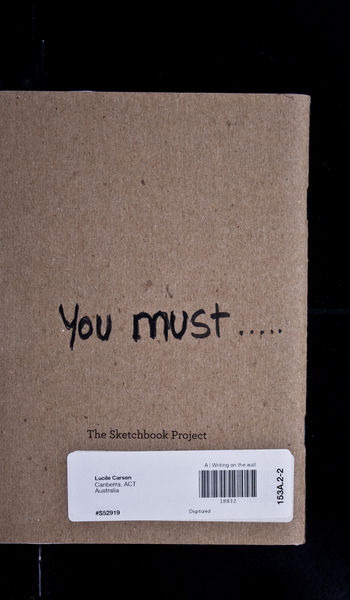 You must.....
The Sketchbook Project
A | Writing on the wall
Lucile Carson
Canberra, ACT
Australia
18832
#S52919
Digitized
153A.2-2